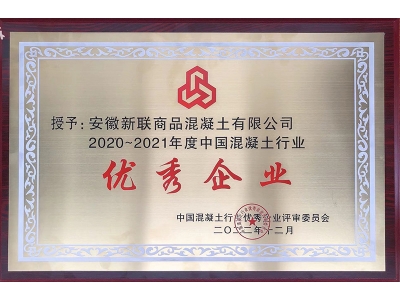 授予：安徽新联商品混凝土有限公司
2020~2021年度中国混凝土行业
优秀企业
中国混凝土行业优秀企业评审委员会
二〇二二年十二月